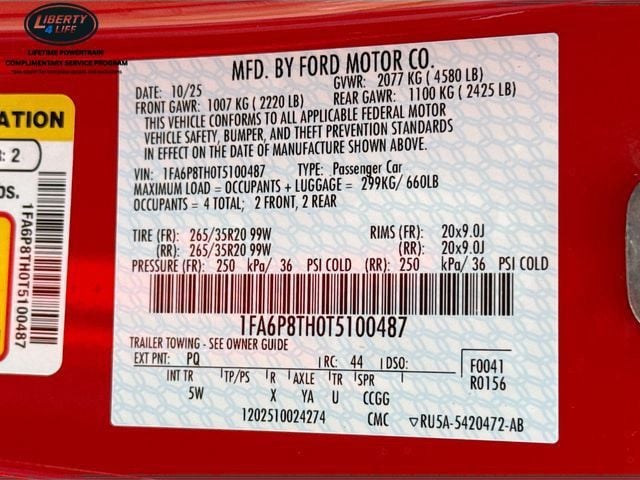 LIBERTY
4 LIFE
LIFETIME POWERTRAIN
COMPLIMENTARY SERVICE PROGRAM
ATION
R: 2
os.
1FA6P8TH0T5100487
MFD. BY FORD MOTOR CO.
DATE: 10/25 GVWR: 2077 KG ( 4580 LB)
FRONT GAWR: 1007 KG ( 2220 LB) REAR GAWR: 1100 KG ( 2425 LB)
THIS VEHICLE CONFORMS TO ALL APPLICABLE FEDERAL MOTOR
VEHICLE SAFETY, BUMPER, AND THEFT PREVENTION STANDARDS
IN EFFECT ON THE DATE OF MANUFACTURE SHOWN ABOVE.
VIN: 1FA6P8TH0T5100487 TYPE: Passenger Car
MAXIMUM LOAD = OCCUPANTS + LUGGAGE = 299KG/ 660LB
OCCUPANTS = 4 TOTAL; 2 FRONT, 2 REAR
TIRE (FR): 265/35R20 99W RIMS (FR): 20x9.0J
(RR): 265/35R20 99W (RR): 20x9.0J
PRESSURE (FR): 250 kPa/ 36 PSI COLD (RR): 250 kPa/ 36 PSI COLD
1FA6P8TH0T5100487
TRAILER TOWING - SEE OWNER GUIDE
EXT PNT: PQ RC: 44 DSO: F0041
INT TR TP/PS R AXLE TR SPR R0156
5W X YA U CCGG
1202510024274 CMC RU5A-5420472-AB